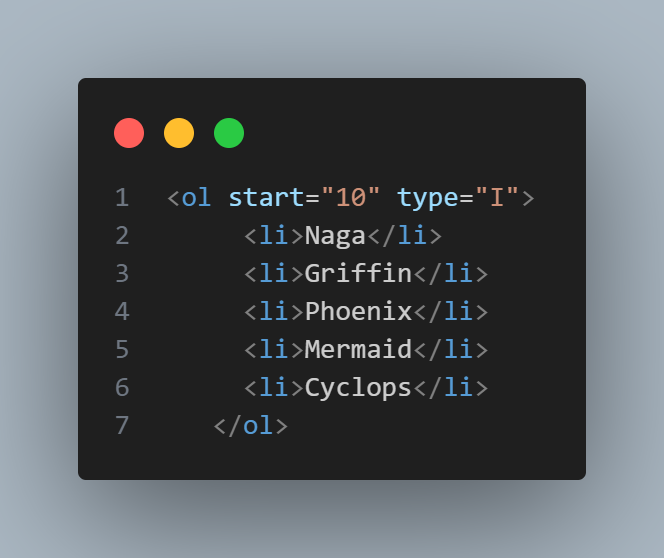 1 <ol start="10" type="I">
2 <li>Naga</li>
3 <li>Griffin</li>
4 <li>Phoenix</li>
5 <li>Mermaid</li>
6 <li>Cyclops</li>
7 </ol>